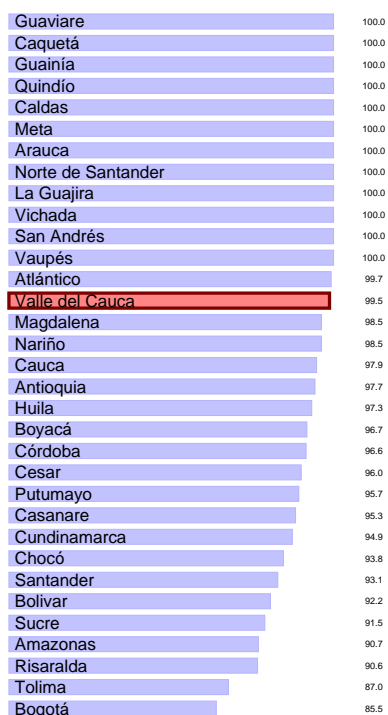 Guaviare 100.0
Caquetá 100.0
Guainía 100.0
Quindío 100.0
Caldas 100.0
Meta 100.0
Arauca 100.0
Norte de Santander 100.0
La Guajira 100.0
Vichada 100.0
San Andrés 100.0
Vaupés 100.0
Atlántico 99.7
Valle del Cauca 99.5
Magdalena 98.5
Nariño 98.5
Cauca 97.9
Antioquia 97.7
Huila 97.3
Boyacá 96.7
Córdoba 96.6
Cesar 96.0
Putumayo 95.7
Casanare 95.3
Cundinamarca 94.9
Chocó 93.8
Santander 93.1
Bolivar 92.2
Sucre 91.5
Amazonas 90.7
Risaralda 90.6
Tolima 87.0
Bogotá 85.5